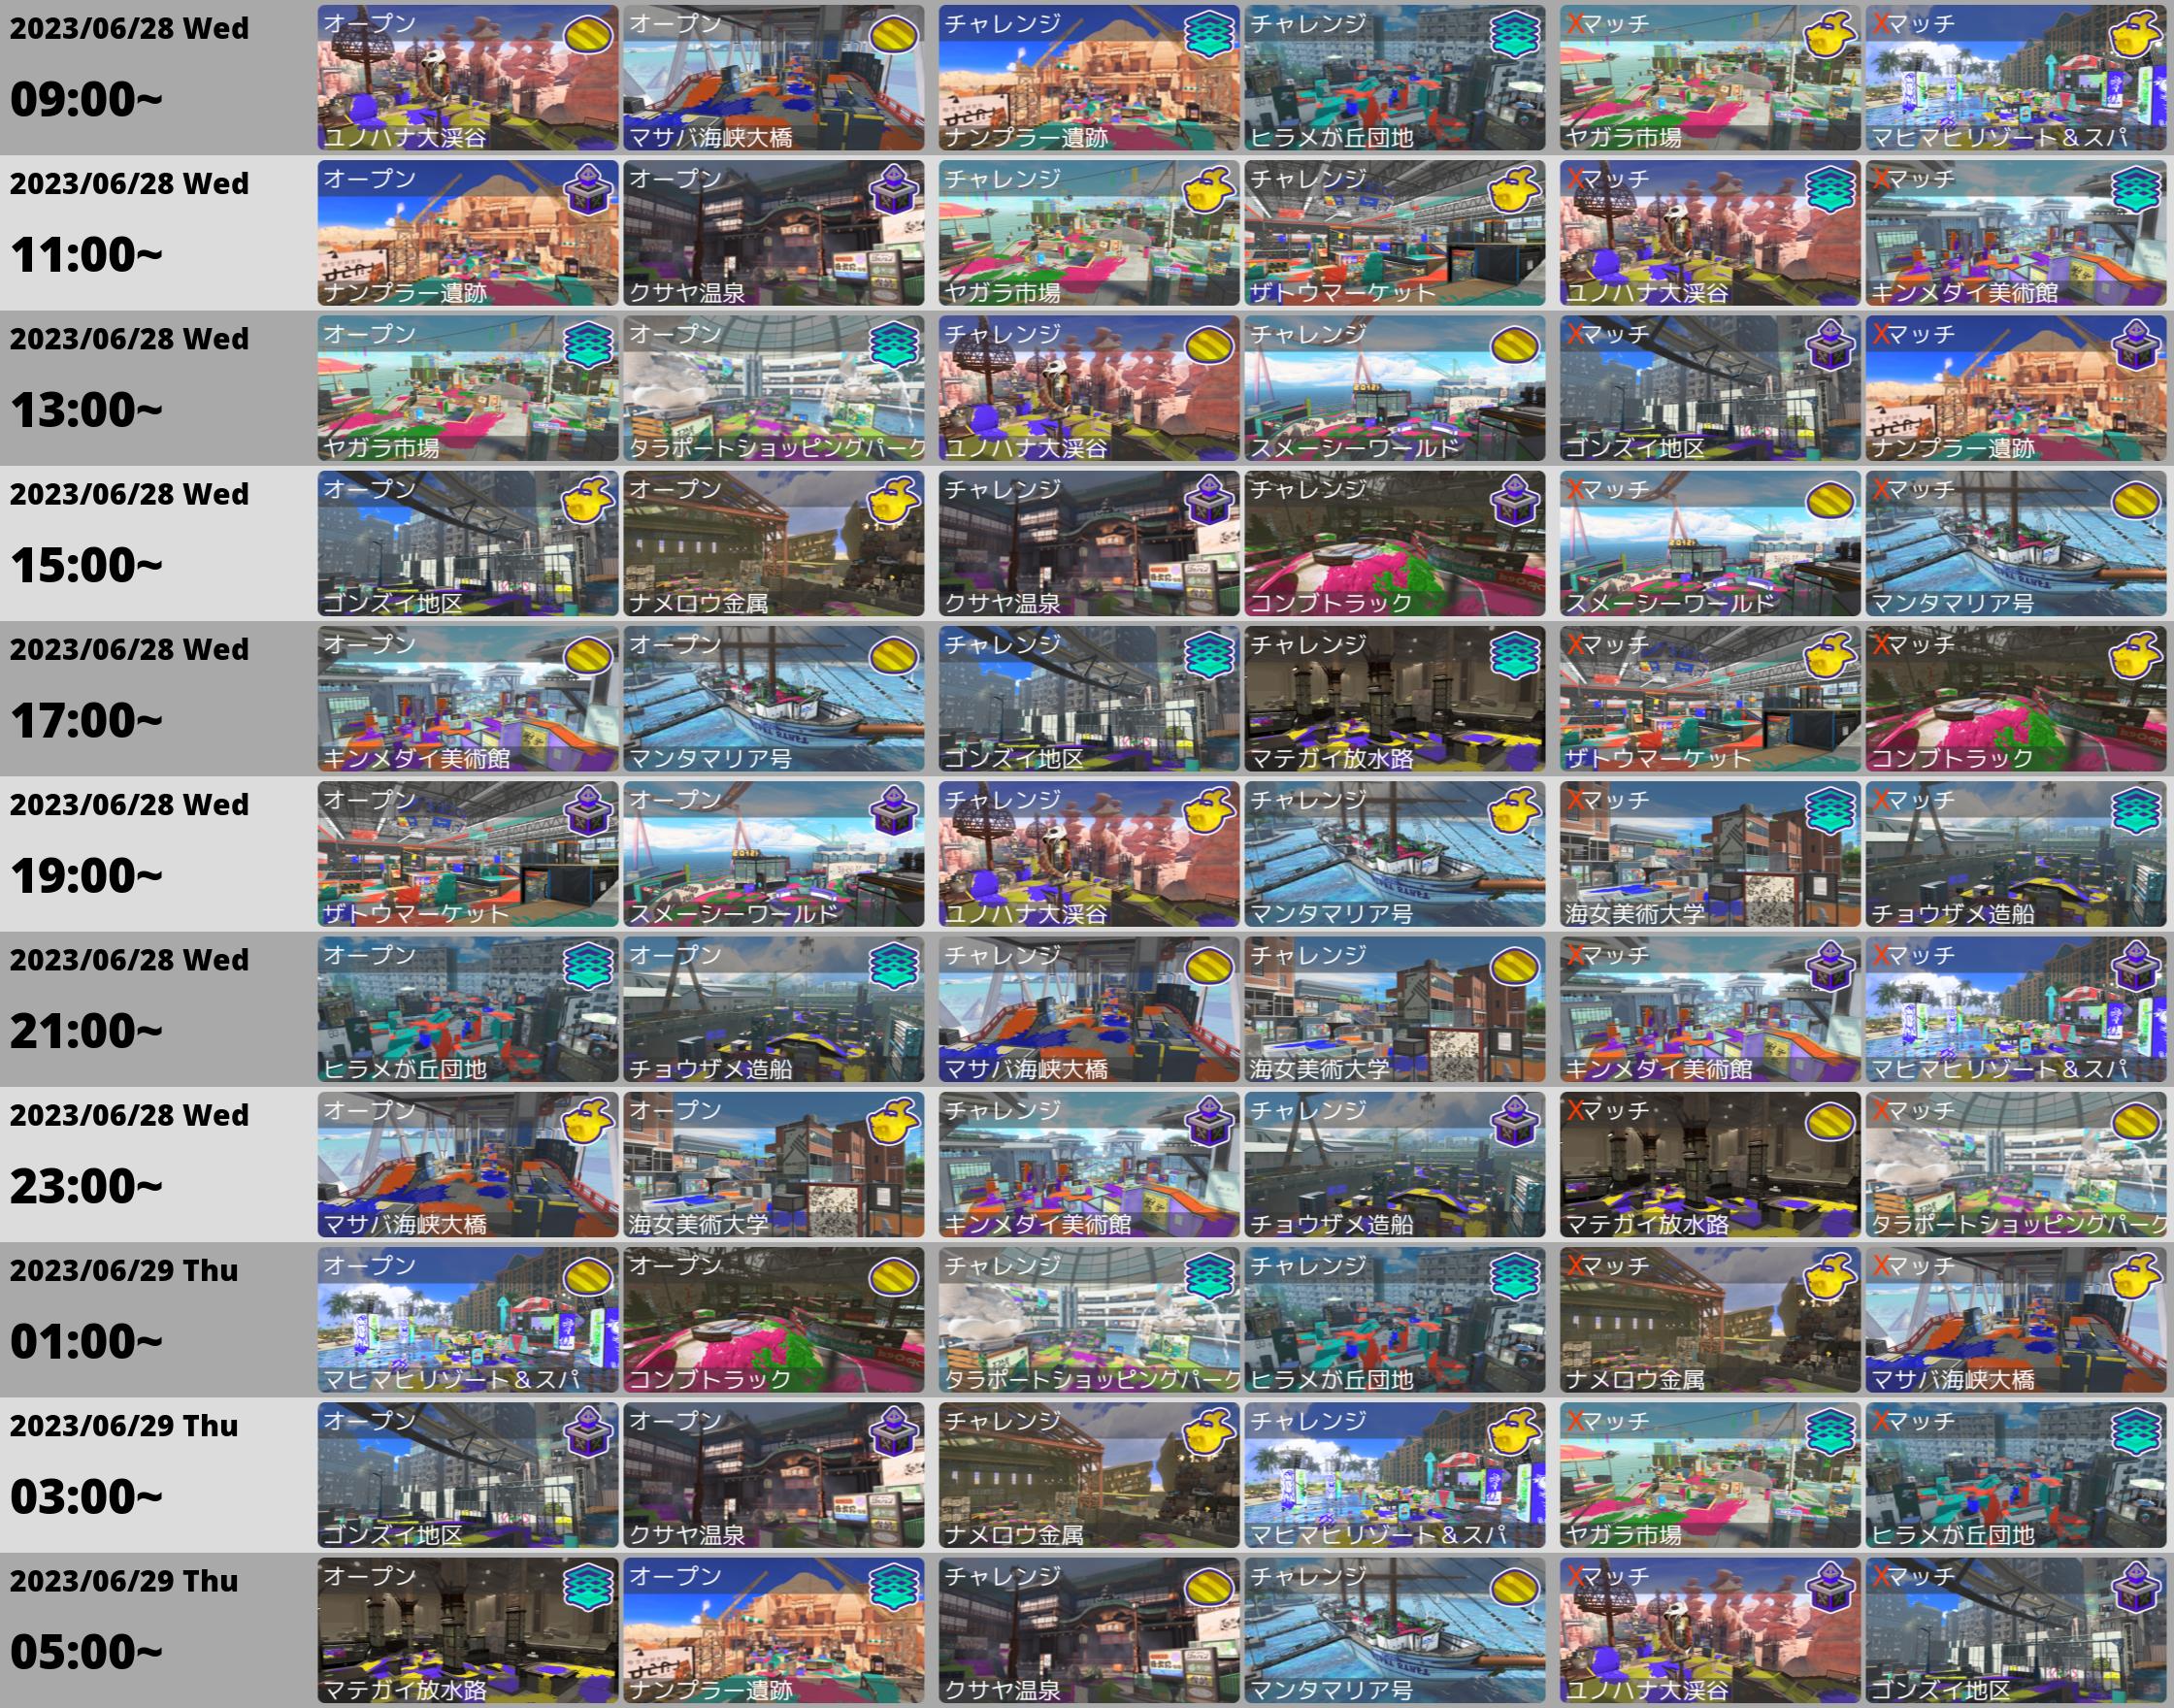 2023/06/28 Wed
09:00~
オープン オープン チャレンジ チャレンジ Xマッチ Xマッチ
ユノハナ大渓谷 マサバ海峡大橋 ナンプラー遺跡 ヒラメが丘団地 ヤガラ市場 マヒマヒリゾート＆スパ
2023/06/28 Wed
11:00~
オープン オープン チャレンジ チャレンジ Xマッチ Xマッチ
ナンプラー遺跡 クサヤ温泉 ヤガラ市場 ザトウマーケット ユノハナ大渓谷 キンメダイ美術館
2023/06/28 Wed
13:00~
オープン オープン チャレンジ チャレンジ Xマッチ Xマッチ
ヤガラ市場 タラポートショッピングパーク ユノハナ大渓谷 スメーシーワールド ゴンズイ地区 ナンプラー遺跡
2023/06/28 Wed
15:00~
オープン オープン チャレンジ チャレンジ Xマッチ Xマッチ
ゴンズイ地区 ナメロウ金属 クサヤ温泉 コンブトラック スメーシーワールド マンタマリア号
2023/06/28 Wed
17:00~
オープン オープン チャレンジ チャレンジ Xマッチ Xマッチ
キンメダイ美術館 マンタマリア号 ゴンズイ地区 マテガイ放水路 ザトウマーケット コンブトラック
2023/06/28 Wed
19:00~
オープン オープン チャレンジ チャレンジ Xマッチ Xマッチ
ザトウマーケット スメーシーワールド ユノハナ大渓谷 マンタマリア号 海女美術大学 チョウザメ造船
2023/06/28 Wed
21:00~
オープン オープン チャレンジ チャレンジ Xマッチ Xマッチ
ヒラメが丘団地 チョウザメ造船 マサバ海峡大橋 海女美術大学 キンメダイ美術館 マヒマヒリゾート＆スパ
2023/06/28 Wed
23:00~
オープン オープン チャレンジ チャレンジ Xマッチ Xマッチ
マサバ海峡大橋 海女美術大学 キンメダイ美術館 チョウザメ造船 マテガイ放水路 タラポートショッピングパーク
2023/06/29 Thu
01:00~
オープン オープン チャレンジ チャレンジ Xマッチ Xマッチ
マヒマヒリゾート＆スパ コンブトラック タラポートショッピングパーク ヒラメが丘団地 ナメロウ金属 マサバ海峡大橋
2023/06/29 Thu
03:00~
オープン オープン チャレンジ チャレンジ Xマッチ Xマッチ
ゴンズイ地区 クサヤ温泉 ナメロウ金属 マヒマヒリゾート＆スパ ヤガラ市場 ヒラメが丘団地
2023/06/29 Thu
05:00~
オープン オープン チャレンジ チャレンジ Xマッチ Xマッチ
マテガイ放水路 ナンプラー遺跡 クサヤ温泉 マンタマリア号 ユノハナ大渓谷 ゴンズイ地区